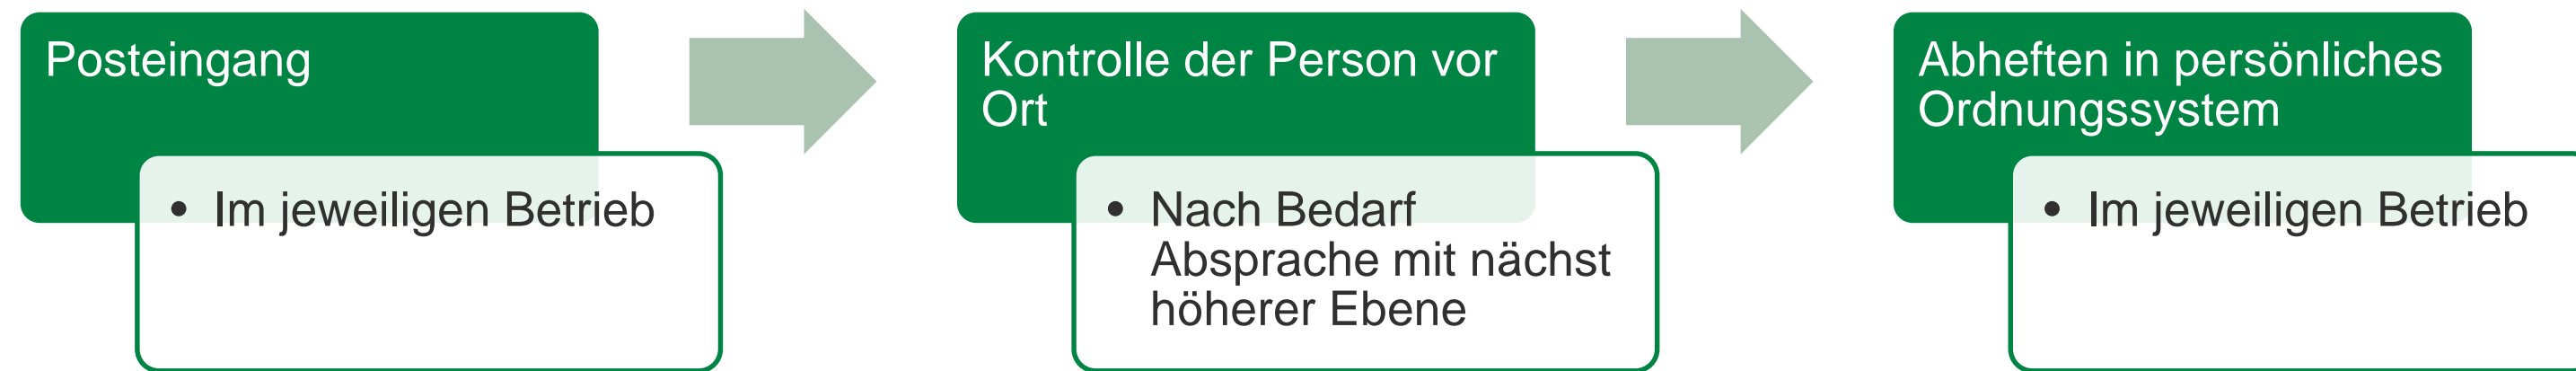 Posteingang
• Im jeweiligen Betrieb
Kontrolle der Person vor
Ort
• Nach Bedarf
Absprache mit nächst
höherer Ebene
Abheften in persönliches
Ordnungssystem
• Im jeweiligen Betrieb